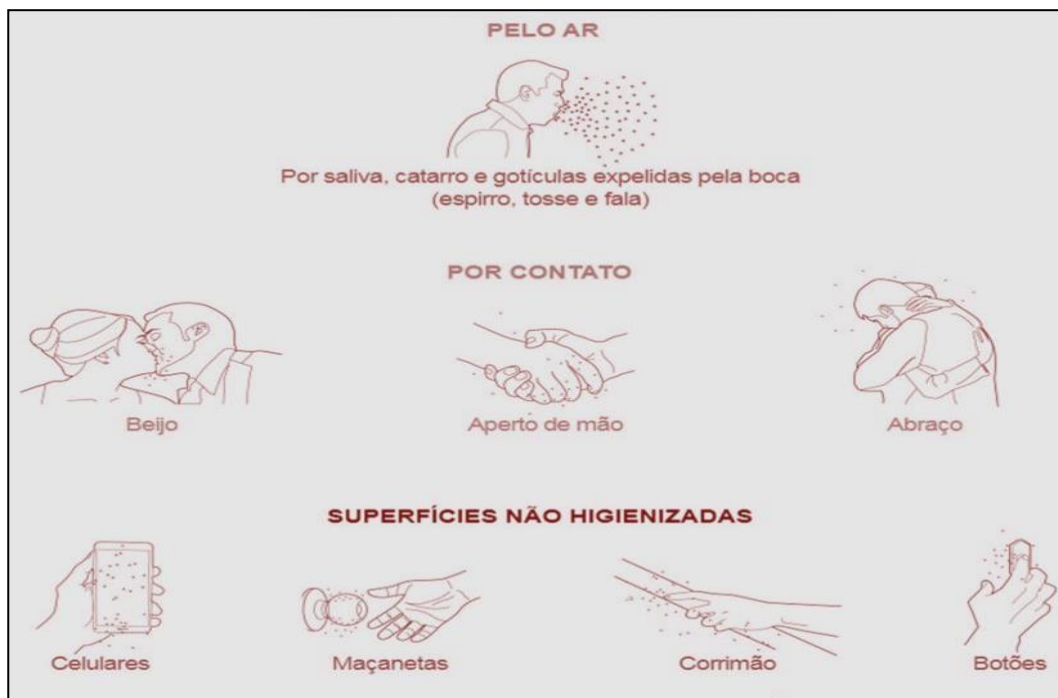 PELO AR
Por saliva, catarro e gotículas expelidas pela boca
(espirro, tosse e fala)
POR CONTATO
Beijo
Aperto de mão
Abraço
SUPERFÍCIES NÃO HIGIENIZADAS
Celulares
Maçanetas
Corrimão
Botões